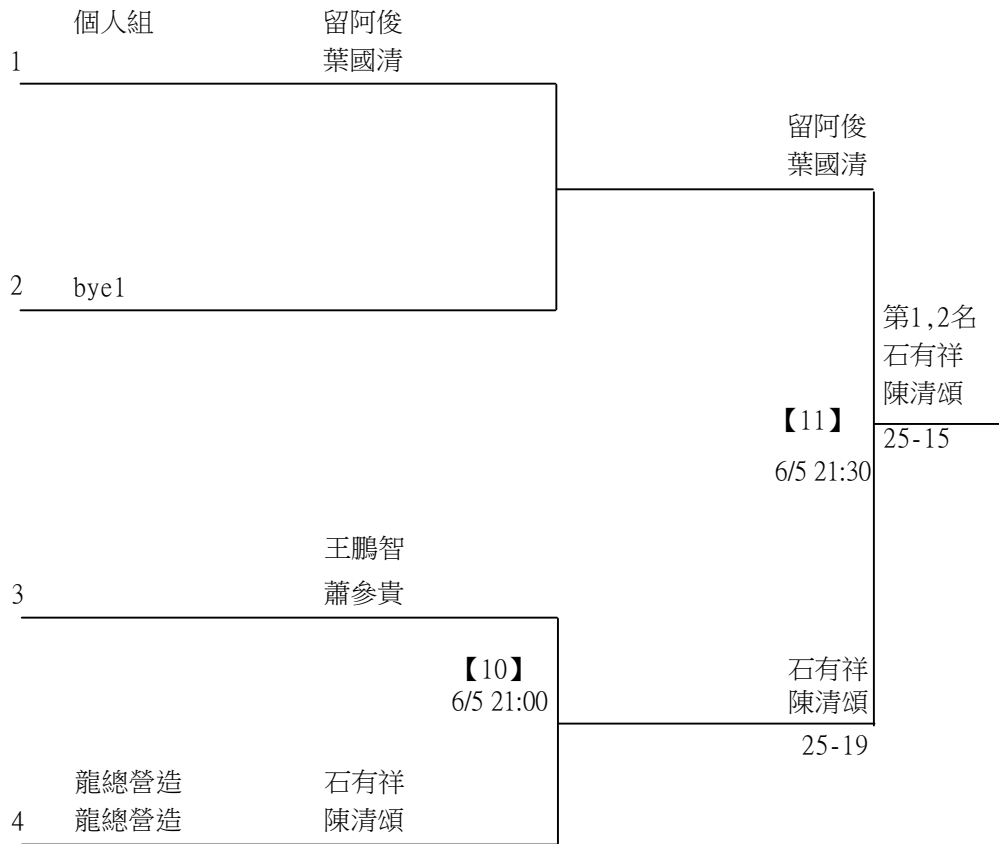 個人組 留阿俊
1 葉國清
留阿俊
葉國清
2 bye1
第1,2名
石有祥
陳清頌
【11】
25-15
6/5 21:30
王鵬智
3 蕭參貴
【10】 石有祥
6/5 21:00 陳清頌
25-19
龍總營造 石有祥
4 龍總營造 陳清頌